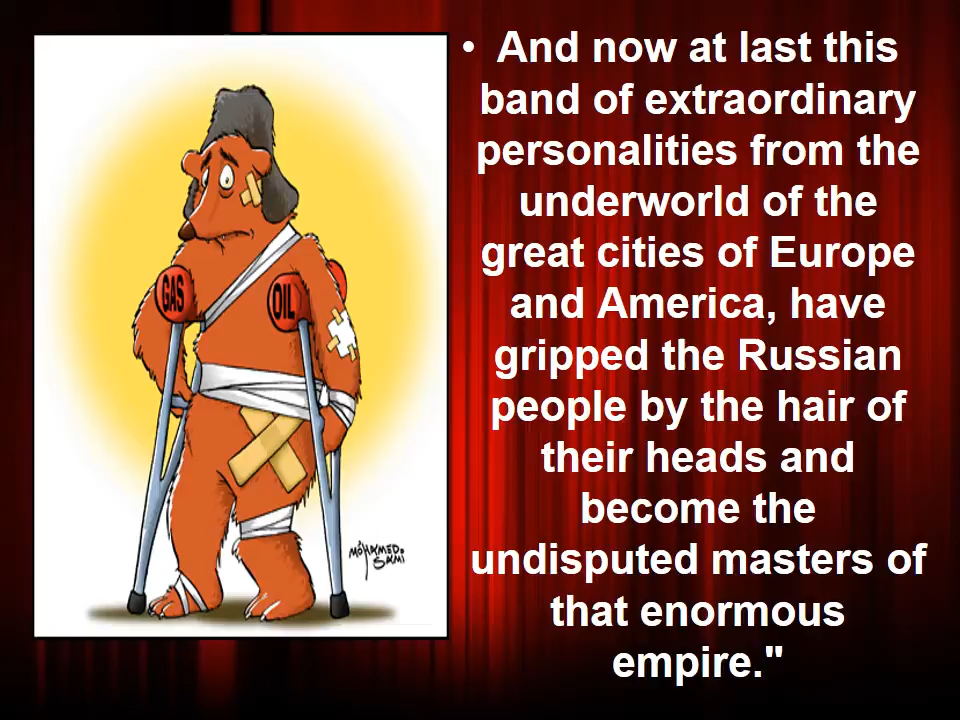 • And now at last this
band of extraordinary
personalities from the
underworld of the
great cities of Europe
and America, have
gripped the Russian
people by the hair of
their heads and
become the
undisputed masters of
that enormous
empire."
GAS
OIL
MOHAMED.
SAMI